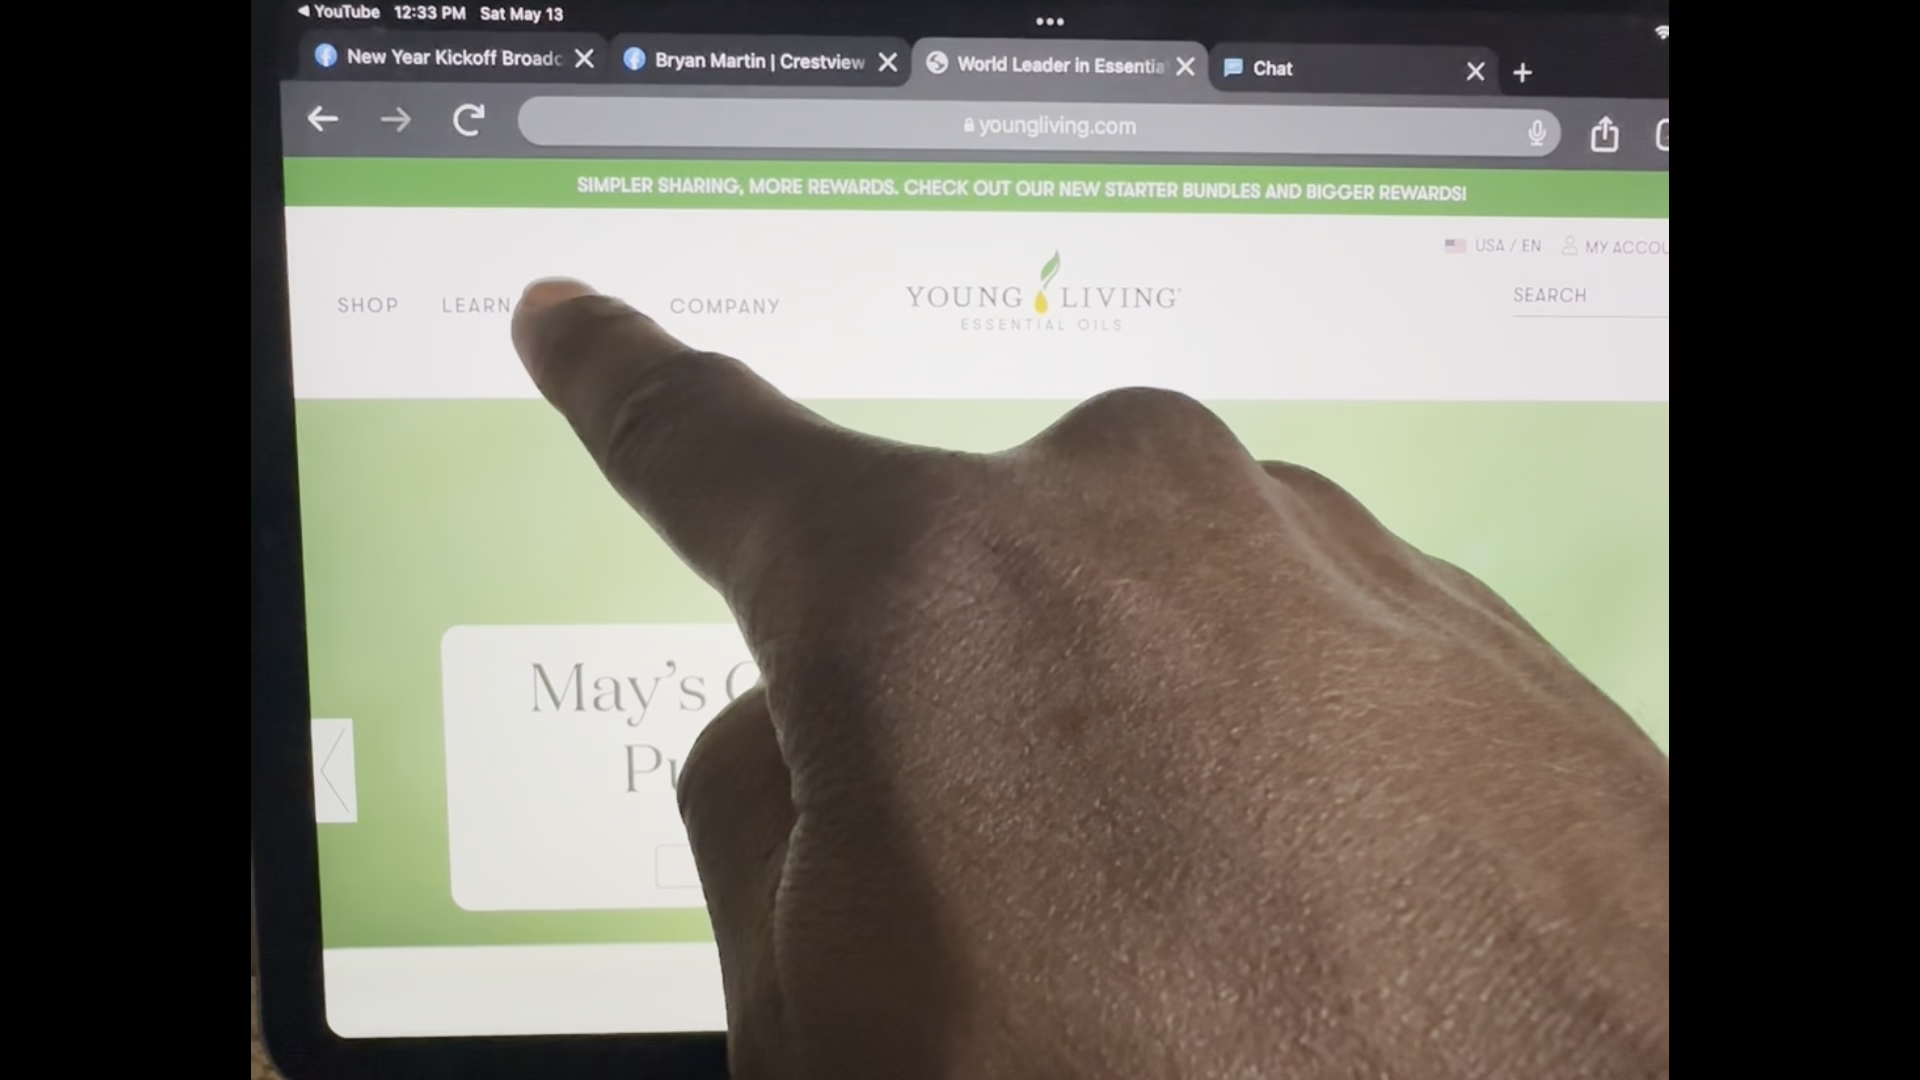 YouTube 12:33 PM Sat May 13
New Year Kickoff Broadc
Bryan Martin | Crestview
World Leader in Essentia
Chat
youngliving.com
SIMPLER SHARING, MORE REWARDS. CHECK OUT OUR NEW STARTER BUNDLES AND BIGGER REWARDS!
USA / EN MY ACCOU
SHOP LEARN COMPANY
YOUNG LIVING
ESSENTIAL OILS
SEARCH
May's